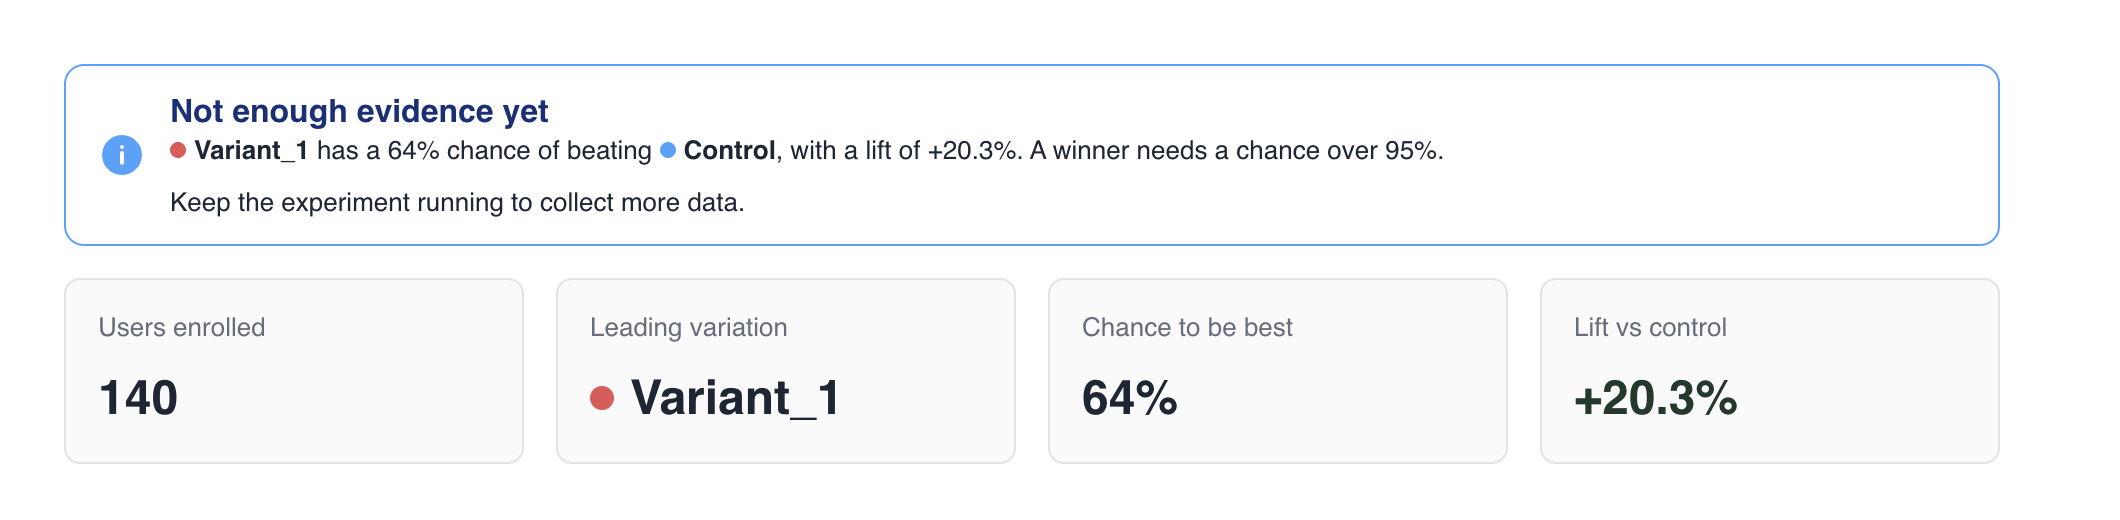 Not enough evidence yet
Variant_1 has a 64% chance of beating Control, with a lift of +20.3%. A winner needs a chance over 95%.
Keep the experiment running to collect more data.
Users enrolled
140
Leading variation
Variant_1
Chance to be best
64%
Lift vs control
+20.3%